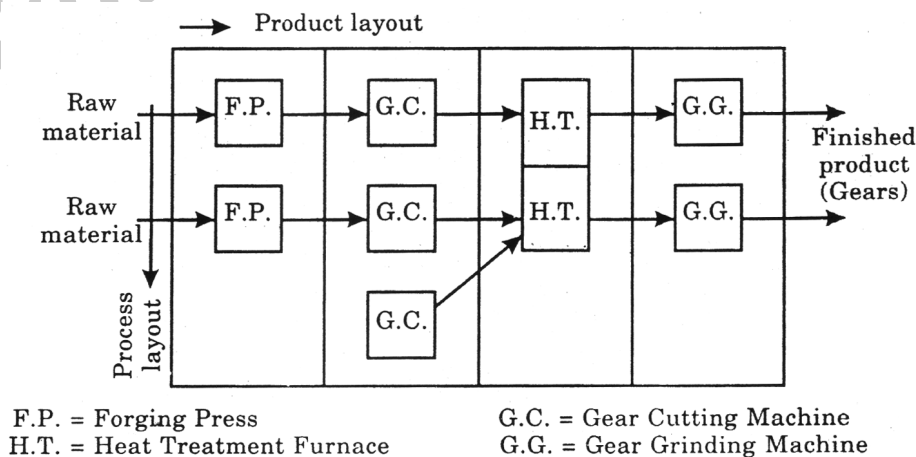 Product layout
Raw
material
F.P.
G.C.
H.T.
G.G.
Finished
product
(Gears)
Raw
material
F.P.
G.C.
H.T.
G.G.
G.C.
Process
layout
F.P. = Forging Press
G.C. = Gear Cutting Machine
H.T. = Heat Treatment Furnace
G.G. = Gear Grinding Machine